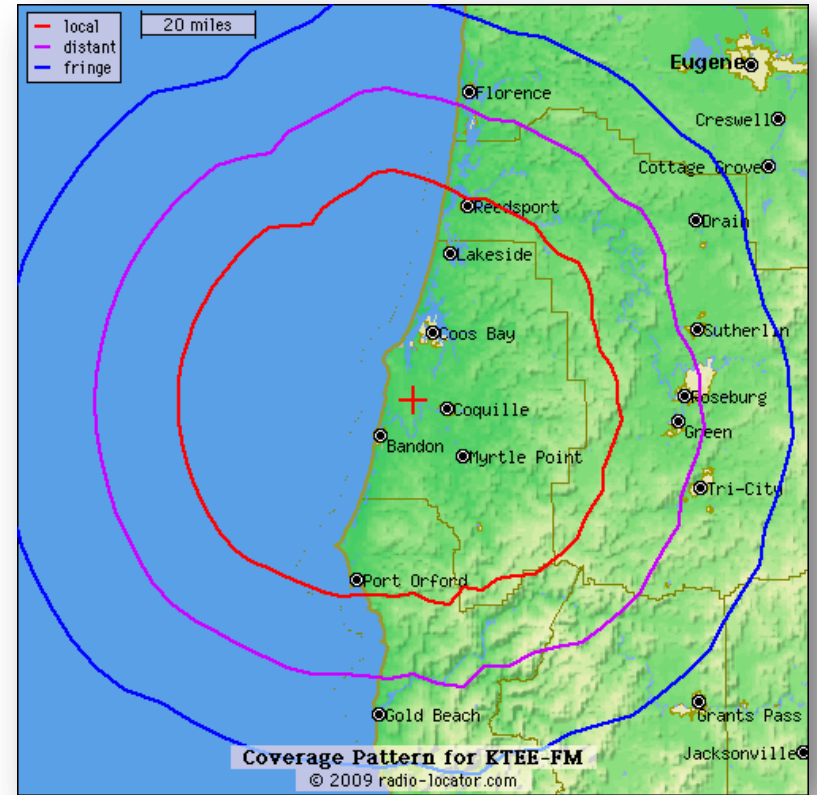 local
distant
fringe
20 miles
Eugene
Florence
Creswell
Cottage Grove
Reedsport
Drain
Lakeside
Coos Bay
Sutherlin
Roseburg
Coquille
Green
Bandon
Myrtle Point
Tri-City
Port Orford
Gold Beach
Grants Pass
Jacksonville
Coverage Pattern for KTEE-FM
© 2009 radio-locator.com